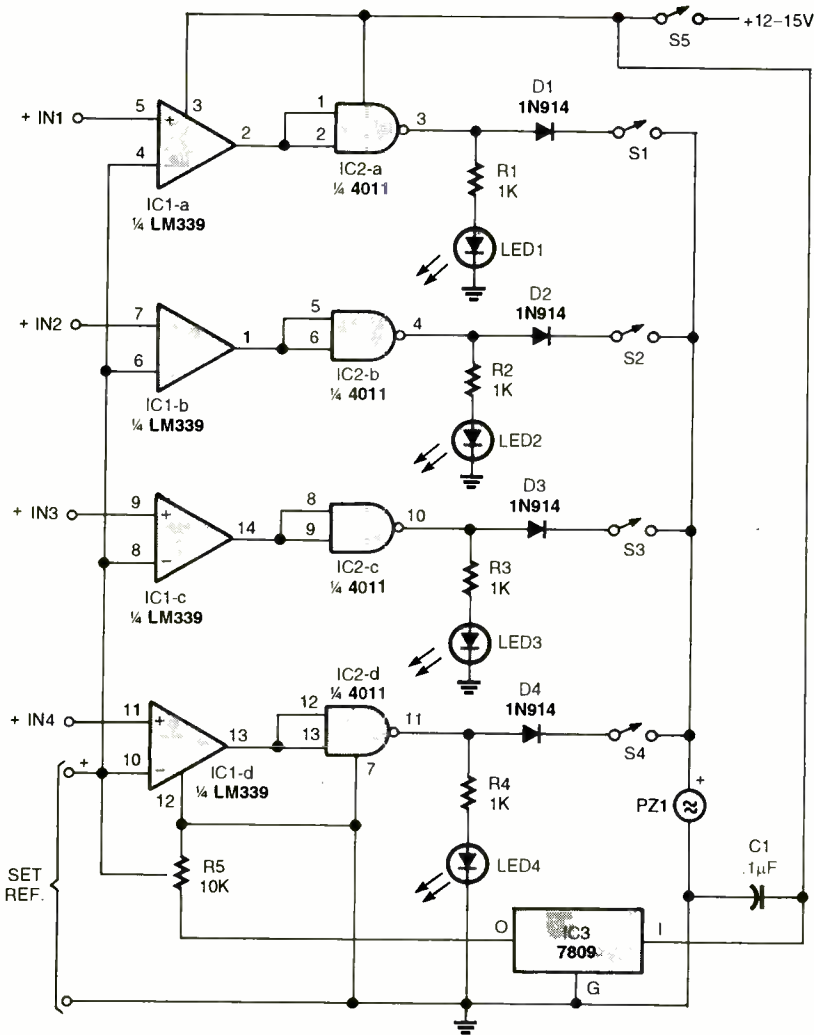 +12–15V
S5
D1
1N914
+ IN1
5
+
3
4
–
2
1
2
3
IC1-a
¼ LM339
IC2-a
¼ 4011
R1
1K
S1
LED1
D2
1N914
+ IN2
7
6
1
5
6
4
IC1-b
¼ LM339
IC2-b
¼ 4011
R2
1K
S2
LED2
D3
1N914
+ IN3
9
+
8
–
14
8
9
10
IC1-c
¼ LM339
IC2-c
¼ 4011
R3
1K
S3
LED3
IC2-d
¼ 4011
D4
1N914
+ IN4
11
+
10
–
13
12
13
11
7
12
IC1-d
¼ LM339
R4
1K
S4
LED4
+
PZ1
C1
.1µF
+
SET
REF.
R5
10K
O
IC3
7809
I
G